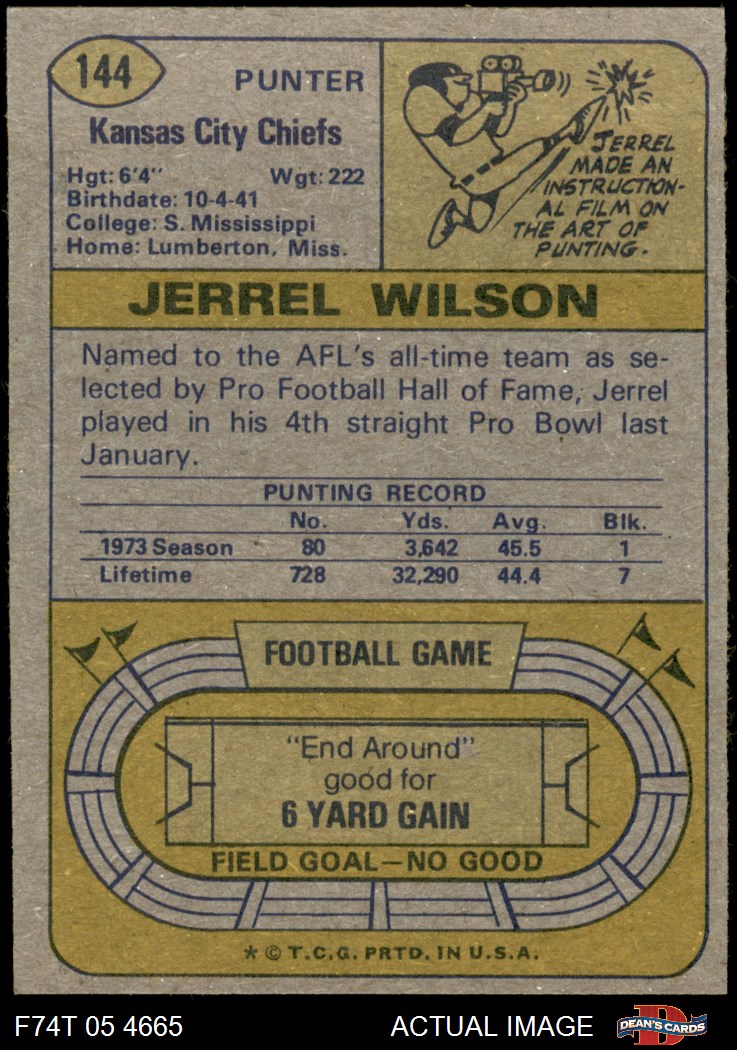 144
PUNTER
Kansas City Chiefs
Hgt: 6'4" Wgt: 222
Birthdate: 10-4-41
College: S. Mississippi
Home: Lumberton, Miss.
JERREL
MADE AN
INSTRUCTION-
AL FILM ON
THE ART OF
PUNTING.
JERREL WILSON
Named to the AFL's all-time team as se-
lected by Pro Football Hall of Fame, Jerrel
played in his 4th straight Pro Bowl last
January.
PUNTING RECORD
No. Yds. Avg. Blk.
1973 Season 80 3,642 45.5 1
Lifetime 728 32,290 44.4 7
FOOTBALL GAME
"End Around"
good for
6 YARD GAIN
FIELD GOAL—NO GOOD
* © T.C.G. PRTD. IN U.S.A.
F74T 05 4665 ACTUAL IMAGE D DEAN'S CARDS